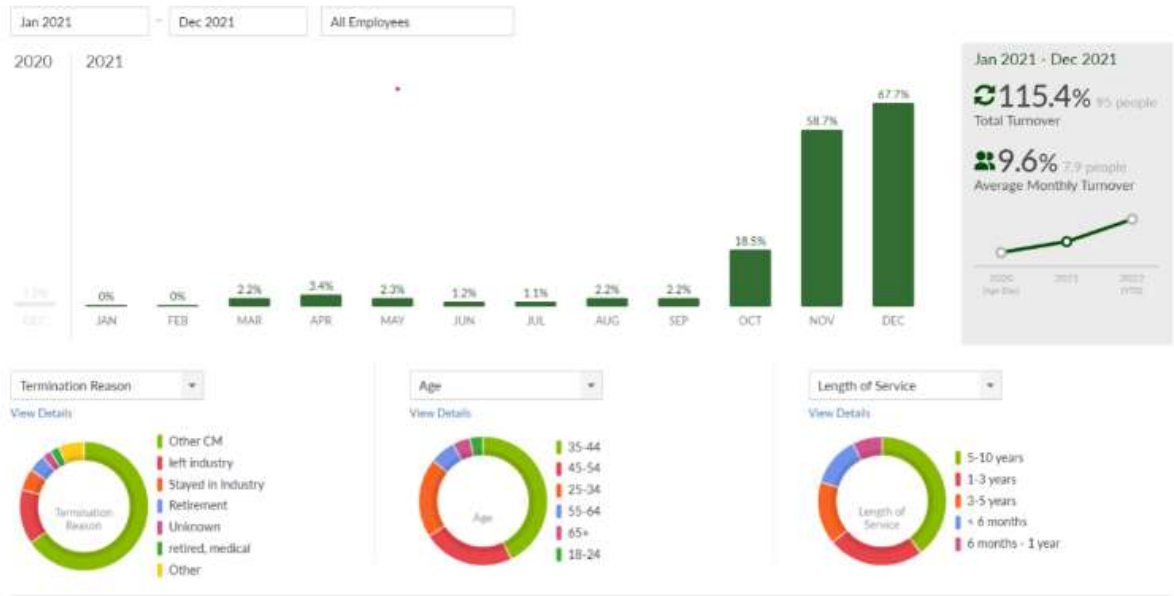 Jan 2021 – Dec 2021 All Employees
2020 2021
Jan 2021 - Dec 2021
115.4% 95 people
Total Turnover
9.6% 7.9 people
Average Monthly Turnover
67.7%
58.7%
18.5%
0% 0% 2.2% 3.4% 2.3% 1.2% 1.1% 2.2% 2.2%
DEC JAN FEB MAR APR MAY JUN JUL AUG SEP OCT NOV DEC
2020 2021 2022
(YTD)
Termination Reason
View Details
Other CM
left industry
Stayed in Industry
Retirement
Unknown
retired, medical
Other
Termination
Reason
Age
View Details
35-44
45-54
25-34
55-64
65+
18-24
Age
Length of Service
View Details
5-10 years
1-3 years
3-5 years
< 6 months
6 months - 1 year
Length of
Service